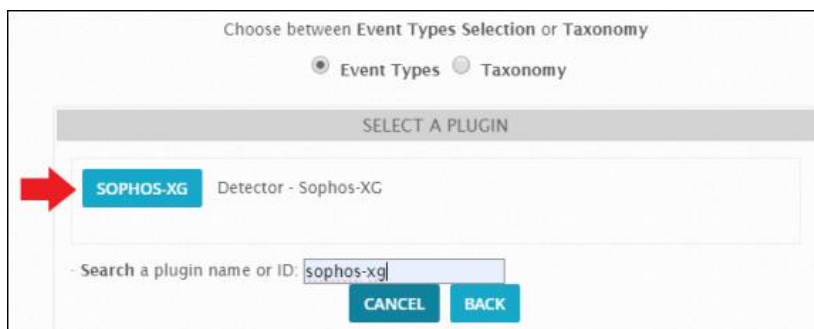 Choose between Event Types Selection or Taxonomy
Event Types Taxonomy
SELECT A PLUGIN
SOPHOS-XG Detector - Sophos-XG
- Search a plugin name or ID: sophos-xg
CANCEL BACK